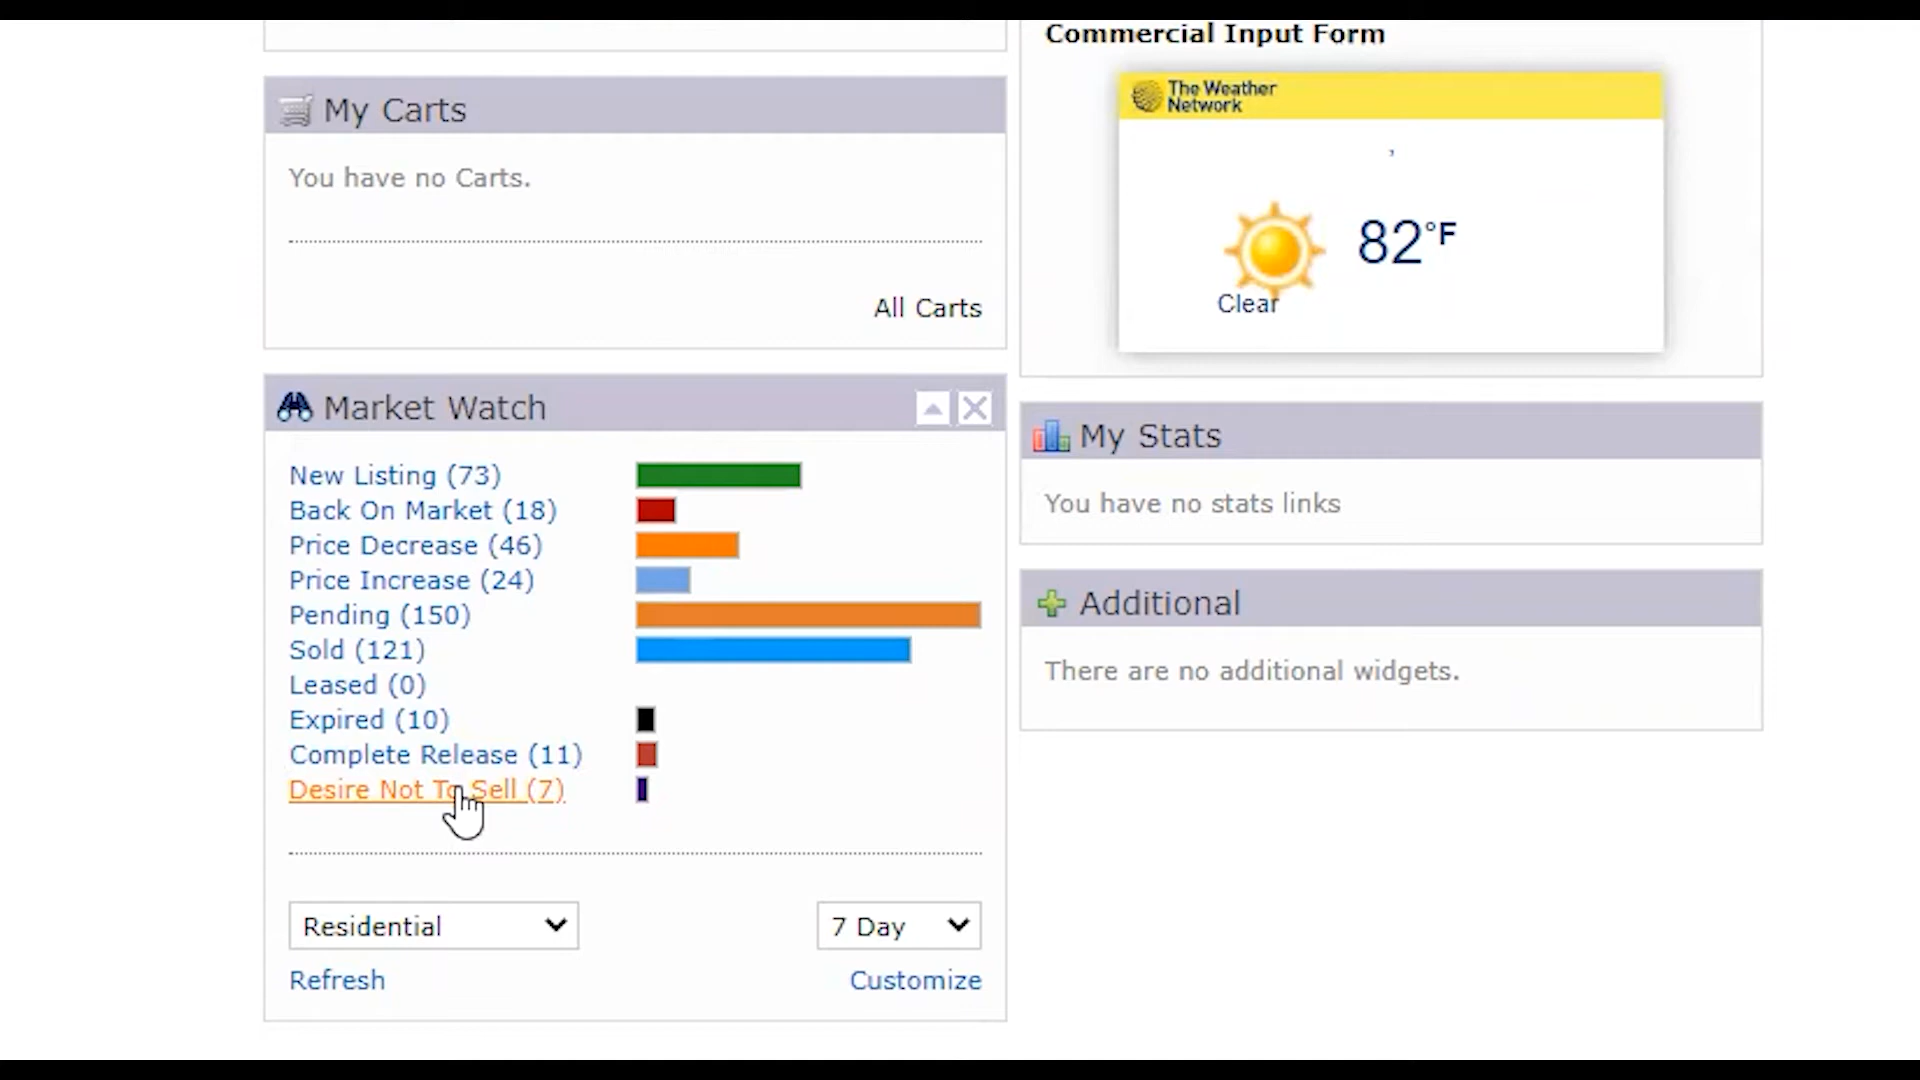 Commercial Input Form
The Weather
Network
,
82°F
Clear
My Carts
You have no Carts.
All Carts
Market Watch
New Listing (73)
Back On Market (18)
Price Decrease (46)
Price Increase (24)
Pending (150)
Sold (121)
Leased (0)
Expired (10)
Complete Release (11)
Desire Not To Sell (7)
Residential
7 Day
Refresh
Customize
My Stats
You have no stats links
Additional
There are no additional widgets.